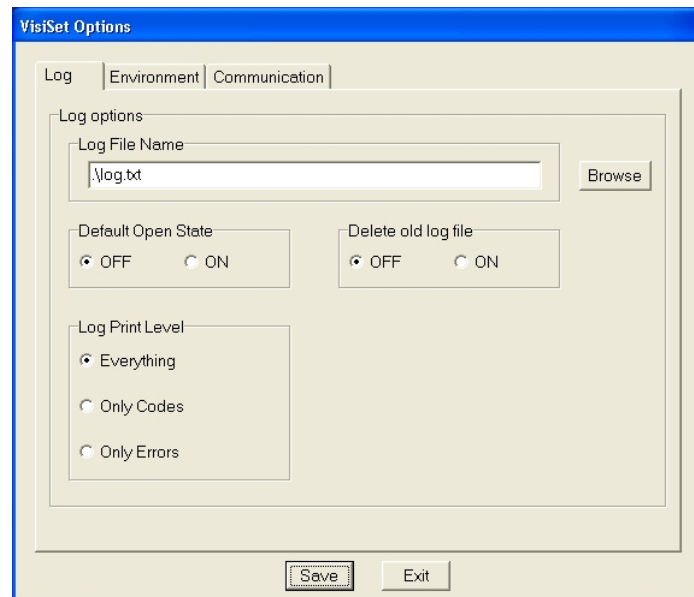 VisiSet Options
Log Environment Communication
Log options
Log File Name
.\log.txt
Browse
Default Open State
OFF ON
Delete old log file
OFF ON
Log Print Level
Everything
Only Codes
Only Errors
Save Exit